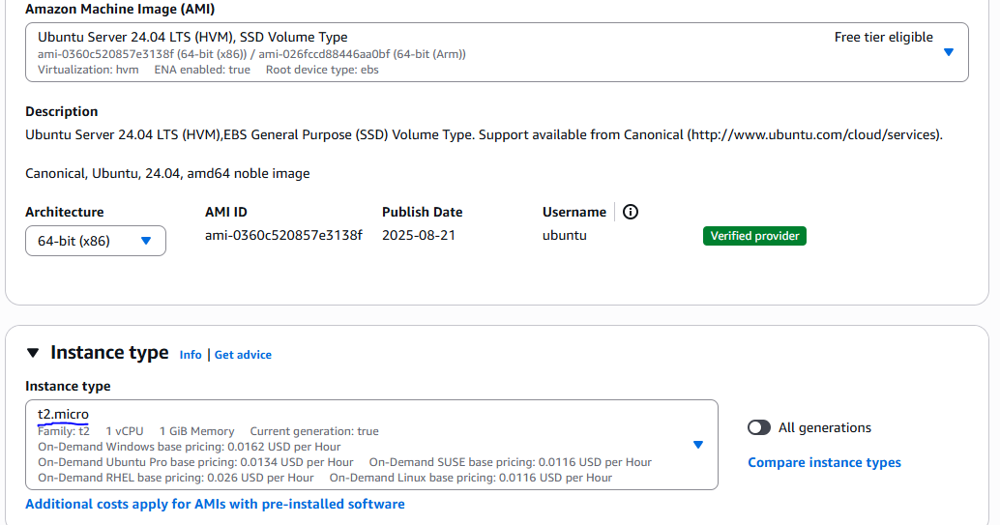 Amazon Machine Image (AMI)
Ubuntu Server 24.04 LTS (HVM), SSD Volume Type Free tier eligible
ami-0360c520857e3138f (64-bit (x86)) / ami-026fccd88446aa0bf (64-bit (Arm))
Virtualization: hvm ENA enabled: true Root device type: ebs
Description
Ubuntu Server 24.04 LTS (HVM),EBS General Purpose (SSD) Volume Type. Support available from Canonical (http://www.ubuntu.com/cloud/services).
Canonical, Ubuntu, 24.04, amd64 noble image
Architecture AMI ID Publish Date Username
64-bit (x86) ami-0360c520857e3138f 2025-08-21 ubuntu Verified provider
Instance type Info | Get advice
Instance type
t2.micro
Family: t2 1 vCPU 1 GiB Memory Current generation: true
On-Demand Windows base pricing: 0.0162 USD per Hour
On-Demand Ubuntu Pro base pricing: 0.0134 USD per Hour On-Demand SUSE base pricing: 0.0116 USD per Hour
On-Demand RHEL base pricing: 0.026 USD per Hour On-Demand Linux base pricing: 0.0116 USD per Hour
All generations
Compare instance types
Additional costs apply for AMIs with pre-installed software